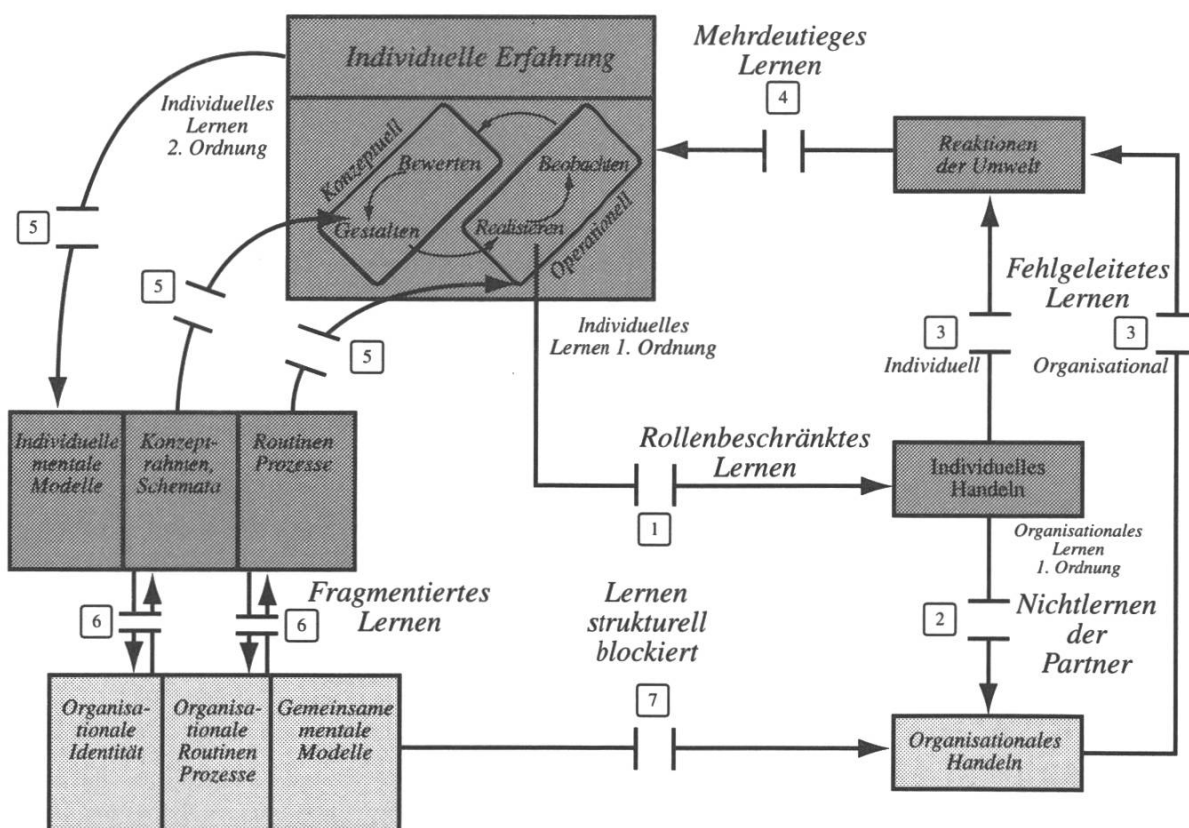 Individuelle Erfahrung
Mehrdeutieges
Lernen
4
Individuelles
Lernen
2. Ordnung
Konzeptuell
Bewerten
Beobachten
Gestalten
Realisieren
Operationell
Reaktionen
der Umwelt
5
5
5
Fehlgeleitetes
Lernen
3
3
Individuell
Organisational
Individuelles
Lernen 1. Ordnung
Individuelle
mentale
Modelle
Konzept-
rahmen,
Schemata
Routinen
Prozesse
Rollenbeschränktes
Lernen
1
Individuelles
Handeln
Organisationales
Lernen
1. Ordnung
6
6
Fragmentiertes
Lernen
Lernen
strukturell
blockiert
7
2
Nichtlernen
der
Partner
Organisa-
tionale
Identität
Organisa-
tionale
Routinen
Prozesse
Gemeinsame
mentale
Modelle
Organisationales
Handeln